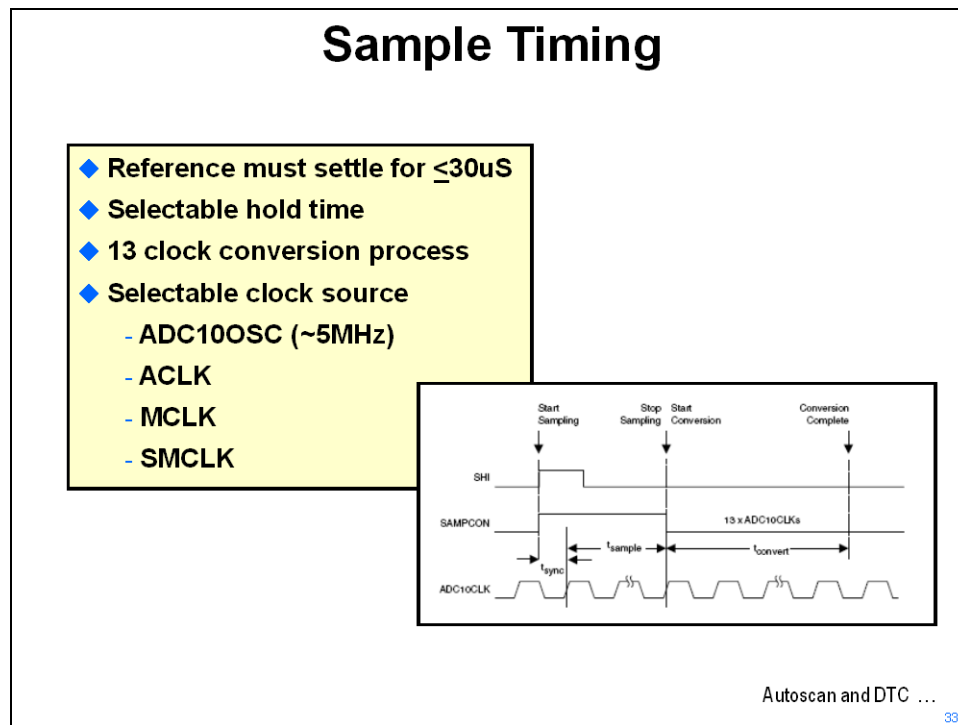 Sample Timing
◆ Reference must settle for ≤30uS
◆ Selectable hold time
◆ 13 clock conversion process
◆ Selectable clock source
- ADC10OSC (~5MHz)
- ACLK
- MCLK
- SMCLK
Start Sampling
Stop Sampling
Start Conversion
Conversion Complete
SHI
SAMPCON
13 x ADC10CLKs
tsample
tconvert
tsync
ADC10CLK
Autoscan and DTC …
33